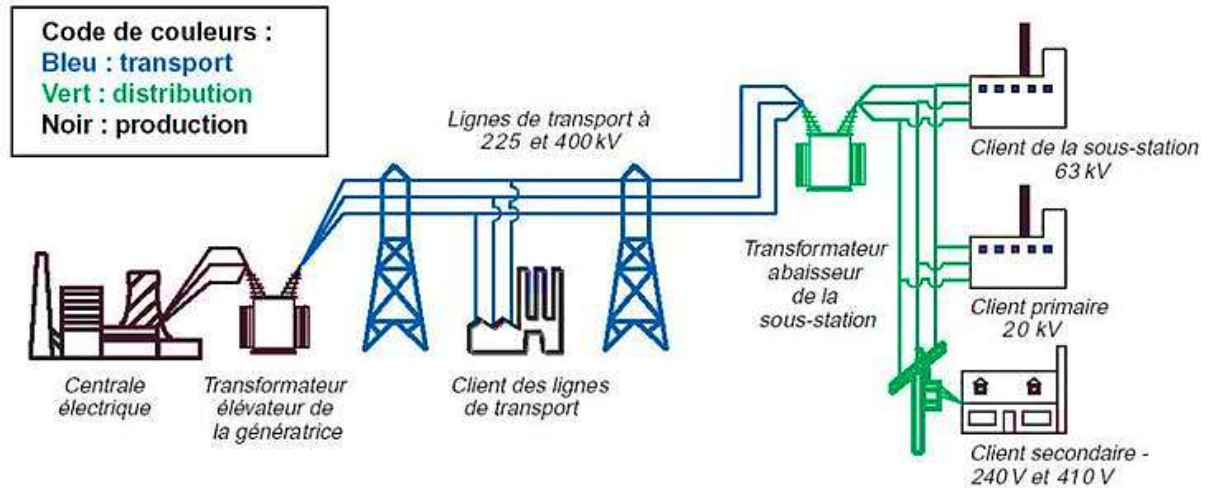 Code de couleurs :
Bleu : transport
Vert : distribution
Noir : production
Lignes de transport à
225 et 400 kV
Client de la sous-station
63 kV
Transformateur
abaisseur
de la
sous-station
Client primaire
20 kV
Centrale
électrique
Transformateur
élévateur de
la génératrice
Client des lignes
de transport
Client secondaire -
240 V et 410 V